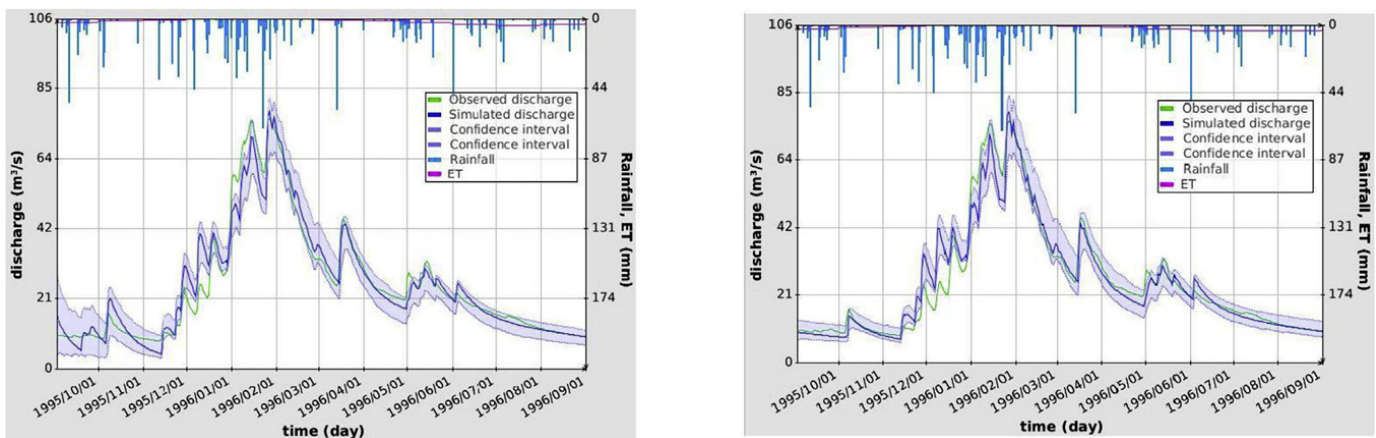 106
85
64
42
21
0
discharge (m³/s)
0
44
87
131
174
Rainfall, ET (mm)
Observed discharge
Simulated discharge
Confidence interval
Confidence interval
Rainfall
ET
1995/10/01
1995/11/01
1995/12/01
1996/01/01
1996/02/01
1996/03/01
1996/04/01
1996/05/01
1996/06/01
1996/07/01
1996/08/01
1996/09/01
time (day)
106
85
64
42
21
0
discharge (m³/s)
0
44
87
131
174
Rainfall, ET (mm)
Observed discharge
Simulated discharge
Confidence interval
Confidence interval
Rainfall
ET
1995/10/01
1995/11/01
1995/12/01
1996/01/01
1996/02/01
1996/03/01
1996/04/01
1996/05/01
1996/06/01
1996/07/01
1996/08/01
1996/09/01
time (day)